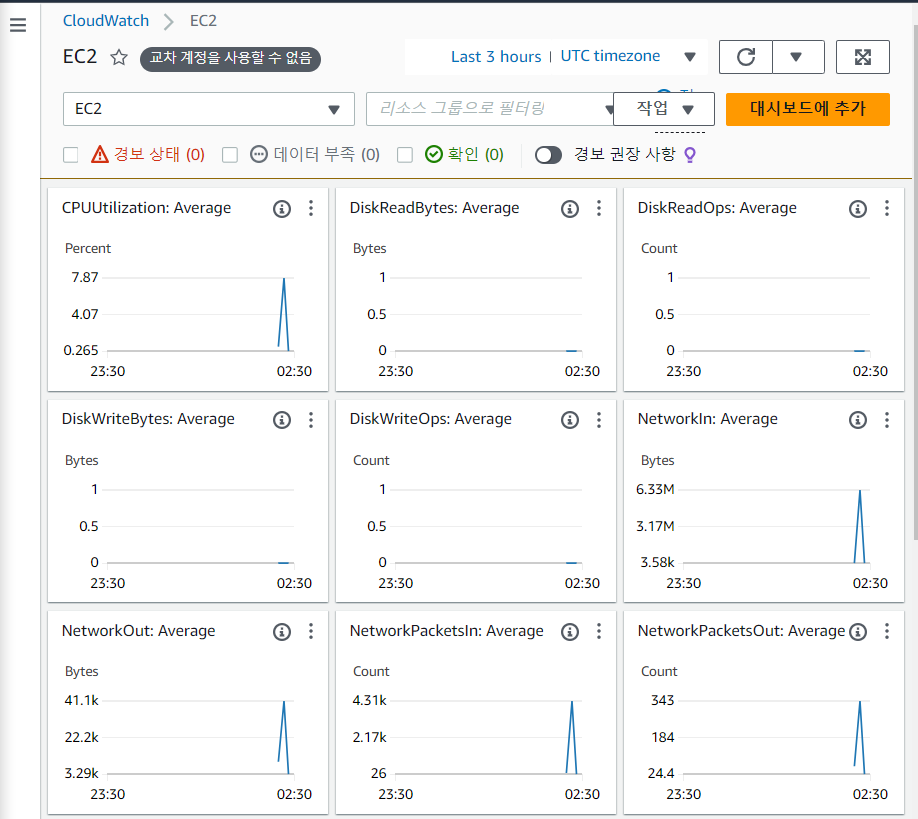 CloudWatch > EC2
EC2 교차 계정을 사용할 수 없음 Last 3 hours | UTC timezone
EC2 리소스 그룹으로 필터링 작업 대시보드에 추가
경보 상태 (0) 데이터 부족 (0) 확인 (0) 경보 권장 사항
CPUUtilization: Average
Percent
7.87
4.07
0.265
23:30 02:30
DiskReadBytes: Average
Bytes
1
0.5
0
23:30 02:30
DiskReadOps: Average
Count
1
0.5
0
23:30 02:30
DiskWriteBytes: Average
Bytes
1
0.5
0
23:30 02:30
DiskWriteOps: Average
Count
1
0.5
0
23:30 02:30
NetworkIn: Average
Bytes
6.33M
3.17M
3.58k
23:30 02:30
NetworkOut: Average
Bytes
41.1k
22.2k
3.29k
23:30 02:30
NetworkPacketsIn: Average
Count
4.31k
2.17k
26
23:30 02:30
NetworkPacketsOut: Average
Count
343
184
24.4
23:30 02:30